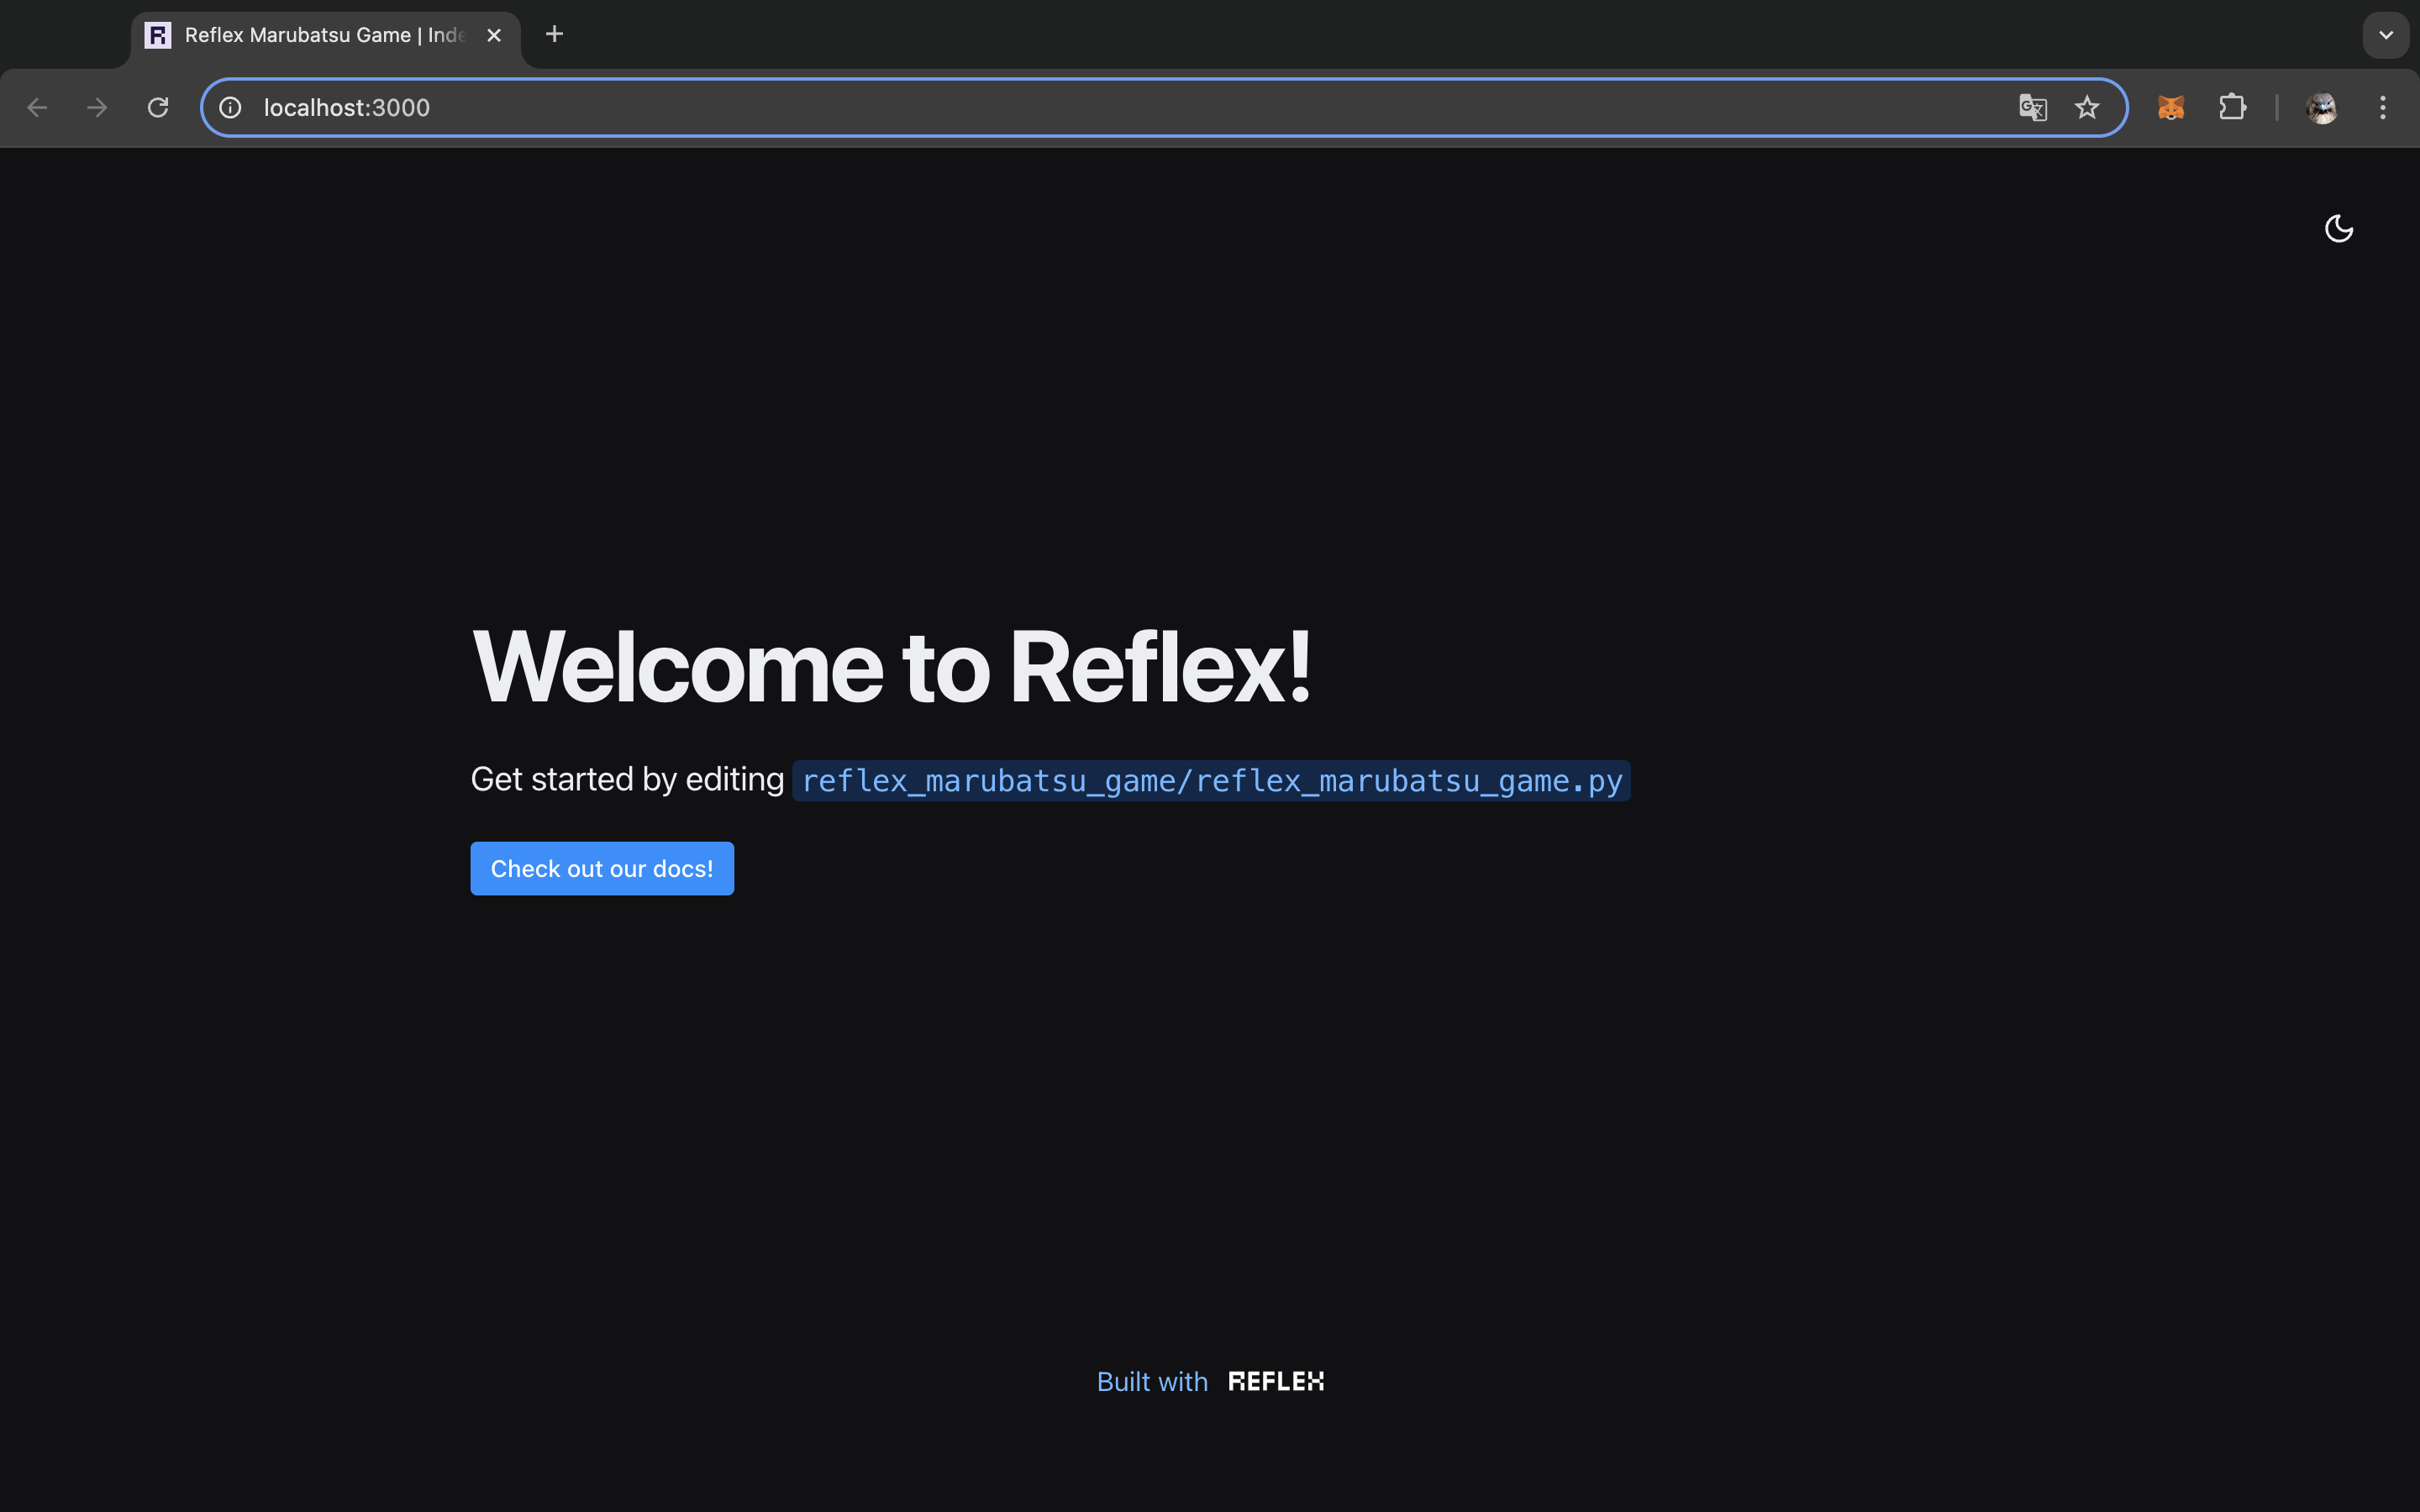 Reflex Marubatsu Game | Inde
localhost:3000
Welcome to Reflex!
Get started by editing reflex_marubatsu_game/reflex_marubatsu_game.py
Check out our docs!
Built with REFLEX